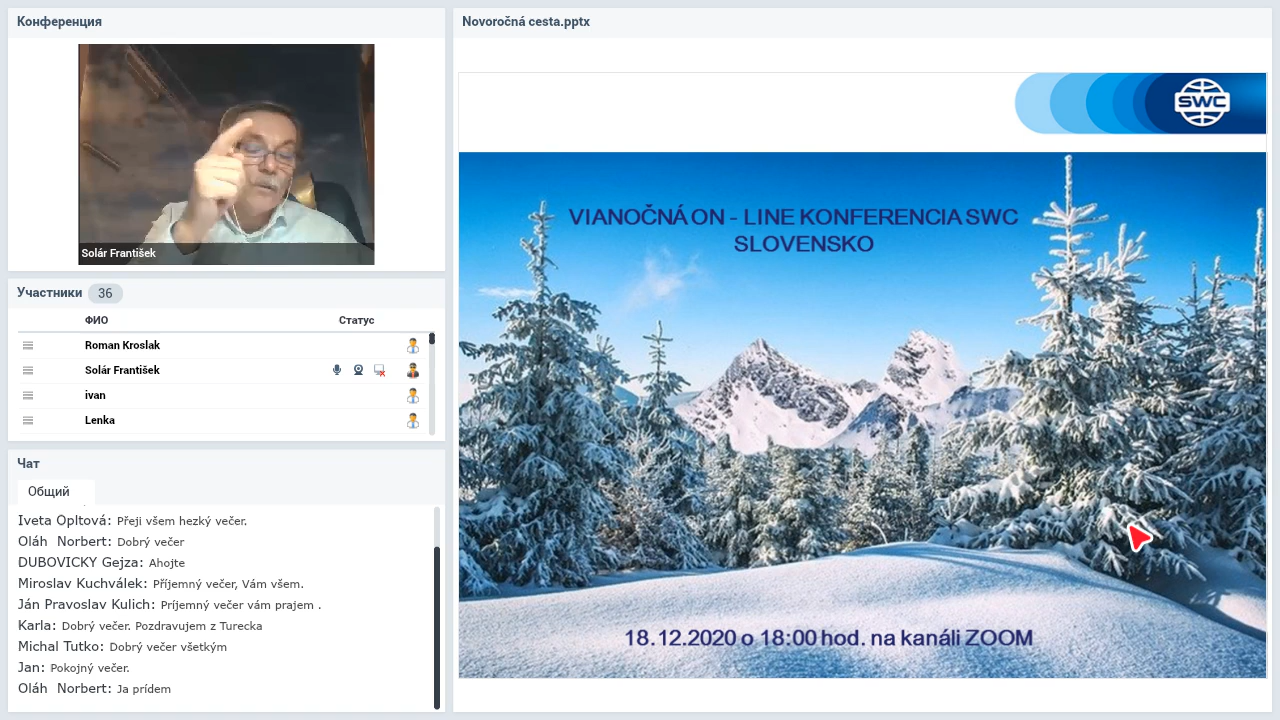 Конференция
Solár František
Участники 36
ФИО Статус
Roman Kroslak
Solár František
ivan
Lenka
Чат
Общий
Iveta Opltová: Přeji všem hezký večer.
Oláh Norbert: Dobrý večer
DUBOVICKY Gejza: Ahojte
Miroslav Kuchválek: Příjemný večer, Vám všem.
Ján Pravoslav Kulich: Príjemný večer vám prajem .
Karla: Dobrý večer. Pozdravujem z Turecka
Michal Tutko: Dobrý večer všetkým
Jan: Pokojný večer.
Oláh Norbert: Ja prídem
Novoročná cesta.pptx
SWC
VIANOČNÁ ON - LINE KONFERENCIA SWC
SLOVENSKO
18.12.2020 o 18:00 hod. na kanáli ZOOM